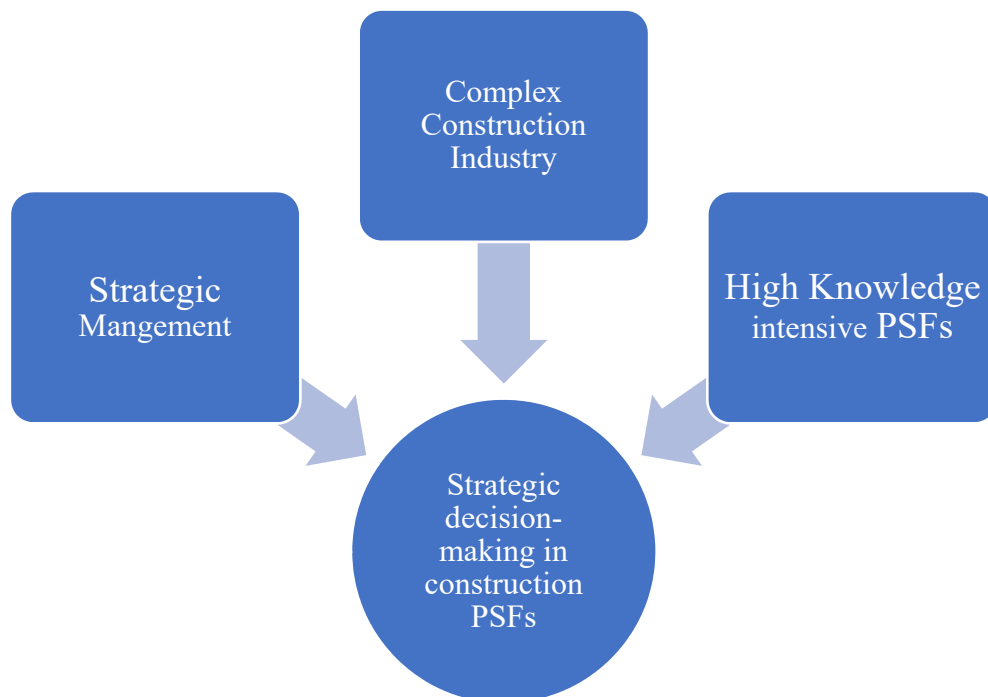 Complex
Construction
Industry
Strategic
Mangement
High Knowledge
intensive PSFs
Strategic
decision-
making in
construction
PSFs